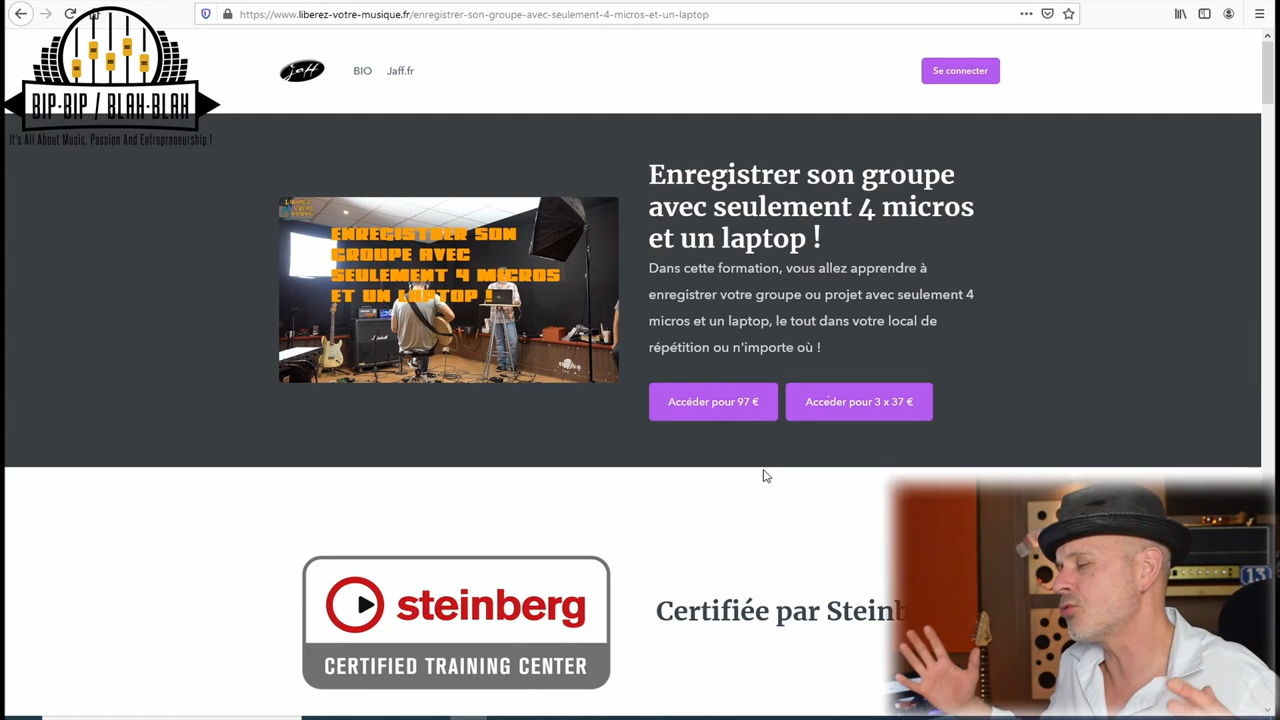 https://www.liberez-votre-musique.fr/enregistrer-son-groupe-avec-seulement-4-micros-et-un-laptop
BIP-BIP / BLAH-BLAH
It's All About Music, Passion And Entrepreneurship !
jaff
BIO
Jaff.fr
Se connecter
ENREGISTRER SON
GROUPE AVEC
SEULEMENT 4 MICROS
ET UN LAPTOP !
Enregistrer son groupe
avec seulement 4 micros
et un laptop !
Dans cette formation, vous allez apprendre à
enregistrer votre groupe ou projet avec seulement 4
micros et un laptop, le tout dans votre local de
répétition ou n'importe où !
Accéder pour 97 €
Accéder pour 3 x 37 €
steinberg
CERTIFIED TRAINING CENTER
Certifiée par Steinb
13